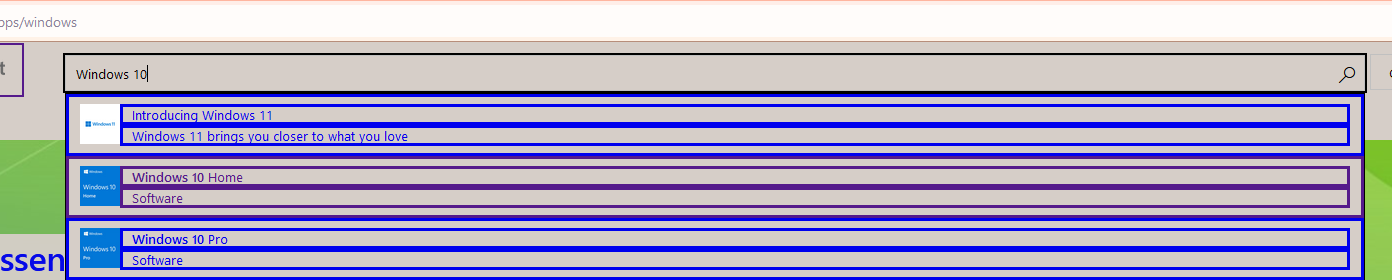 ops/windows
t
Windows 10
Windows 11
Introducing Windows 11
Windows 11 brings you closer to what you love
Windows
Windows 10
Home
Windows 10 Home
Software
Windows
Windows 10
Pro
Windows 10 Pro
Software
ssen